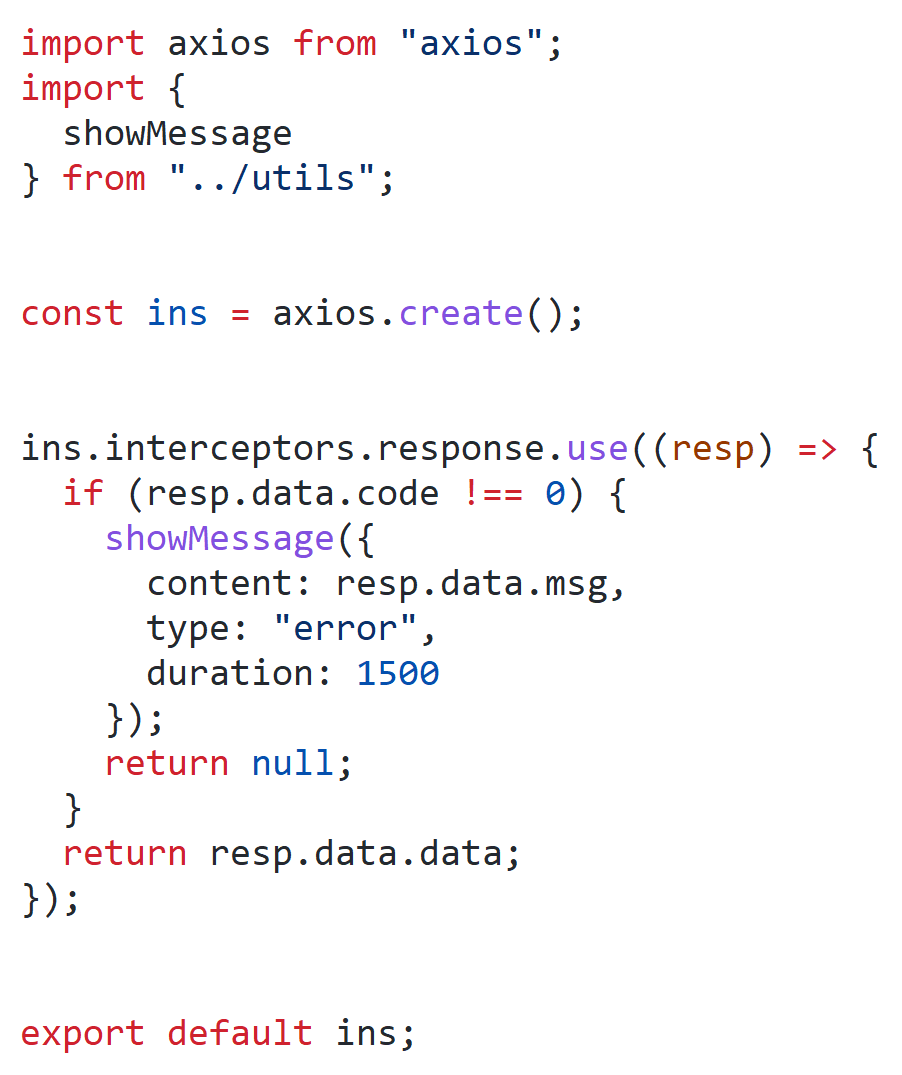 import axios from "axios";
import {
  showMessage
} from "../utils";
const ins = axios.create();
ins.interceptors.response.use((resp) => {
  if (resp.data.code !== 0) {
    showMessage({
      content: resp.data.msg,
      type: "error",
      duration: 1500
    });
    return null;
  }
  return resp.data.data;
});
export default ins;